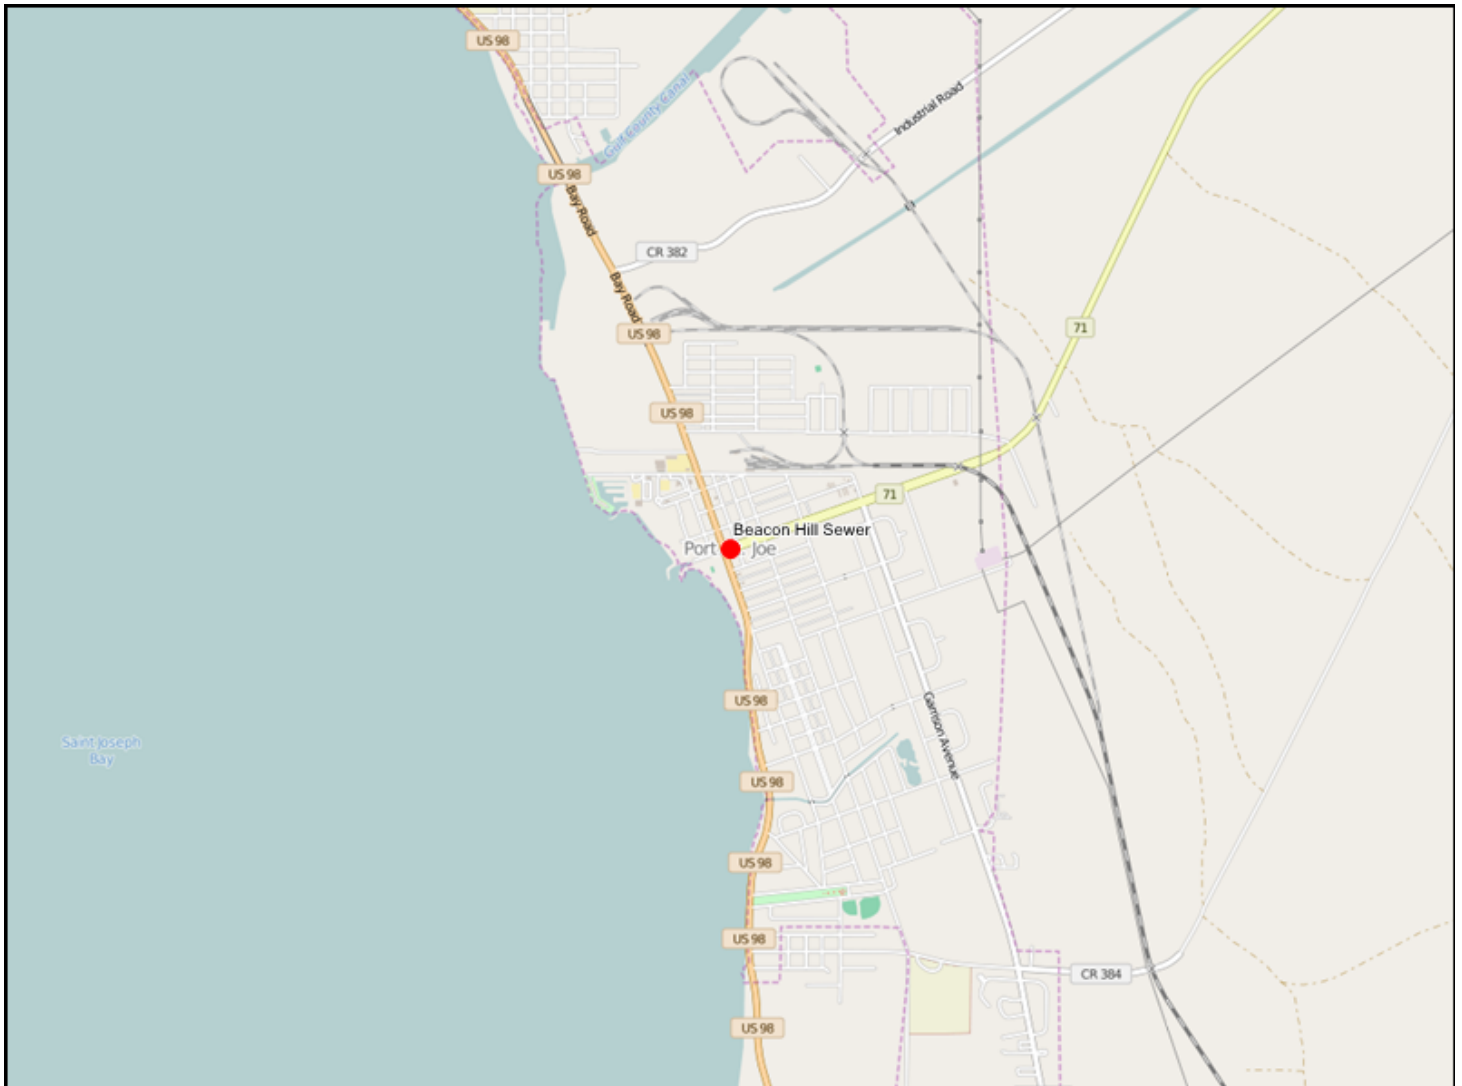 US 98
Gulf County Canal
Industrial Road
US 98
Bay Road
CR 382
Bay Road
US 98
71
US 98
71
Beacon Hill Sewer
Port
Joe
US 98
Garrison Avenue
Saint Joseph
Bay
US 98
US 98
US 98
CR 384
US 98